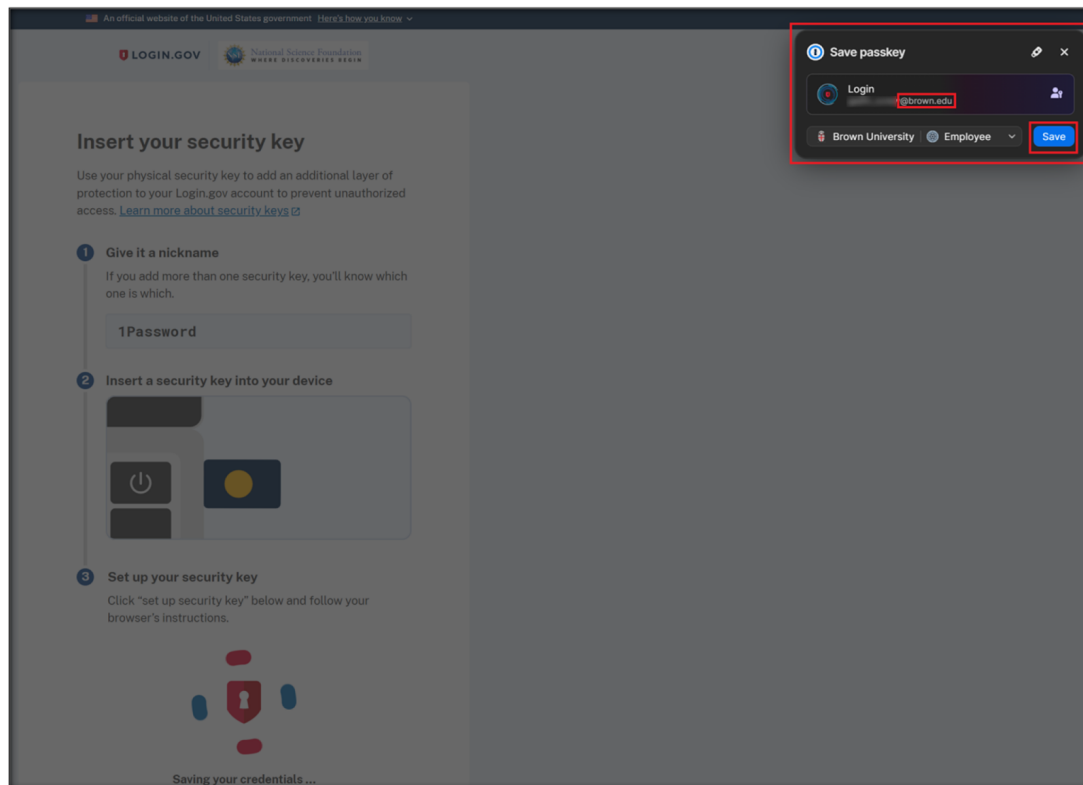 An official website of the United States government Here's how you know
LOGIN.GOV
National Science Foundation
WHERE DISCOVERIES BEGIN
Save passkey
Login
@brown.edu
Brown University
Employee
Save
Insert your security key
Use your physical security key to add an additional layer of
protection to your Login.gov account to prevent unauthorized
access. Learn more about security keys
1 Give it a nickname
If you add more than one security key, you'll know which
one is which.
1Password
2 Insert a security key into your device
3 Set up your security key
Click “set up security key” below and follow your
browser's instructions.
Saving your credentials ...